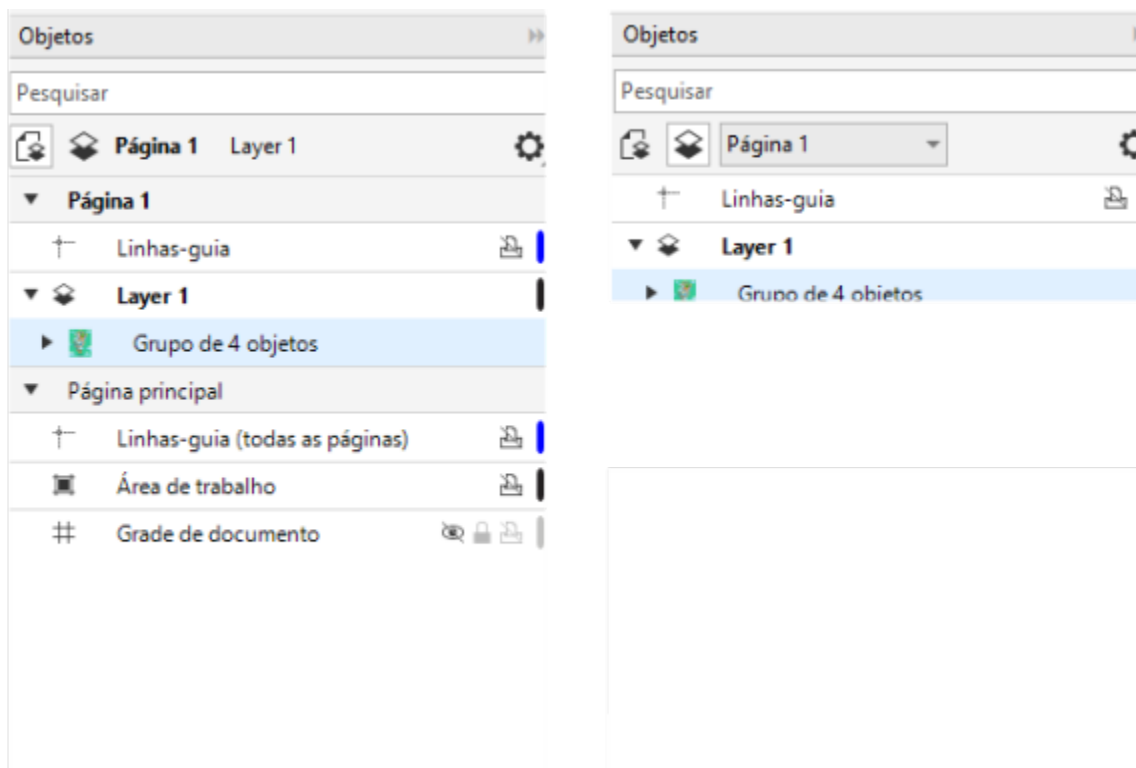 Objetos
Pesquisar
Página 1 Layer 1
Página 1
Linhas-guia
Layer 1
Grupo de 4 objetos
Página principal
Linhas-guia (todas as páginas)
Área de trabalho
Grade de documento
Objetos
Pesquisar
Página 1
Linhas-guia
Layer 1
Grupo de 4 objetos